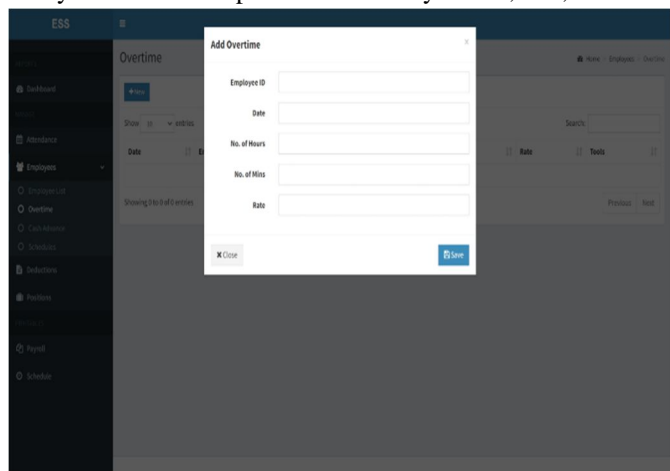 ESS
Overtime
Home > Employees > Overtime
Dashboard
+New
Show entries
Search:
Attendance
Date
Rate
Tools
Employees
Employee List
Showing 0 to 0 of 0 entries
Previous Next
Overtime
Cash Advance
Schedules
Deductions
Positions
Payroll
Schedule
Add Overtime
×
Employee ID
Date
No. of Hours
No. of Mins
Rate
✖ Close
Save